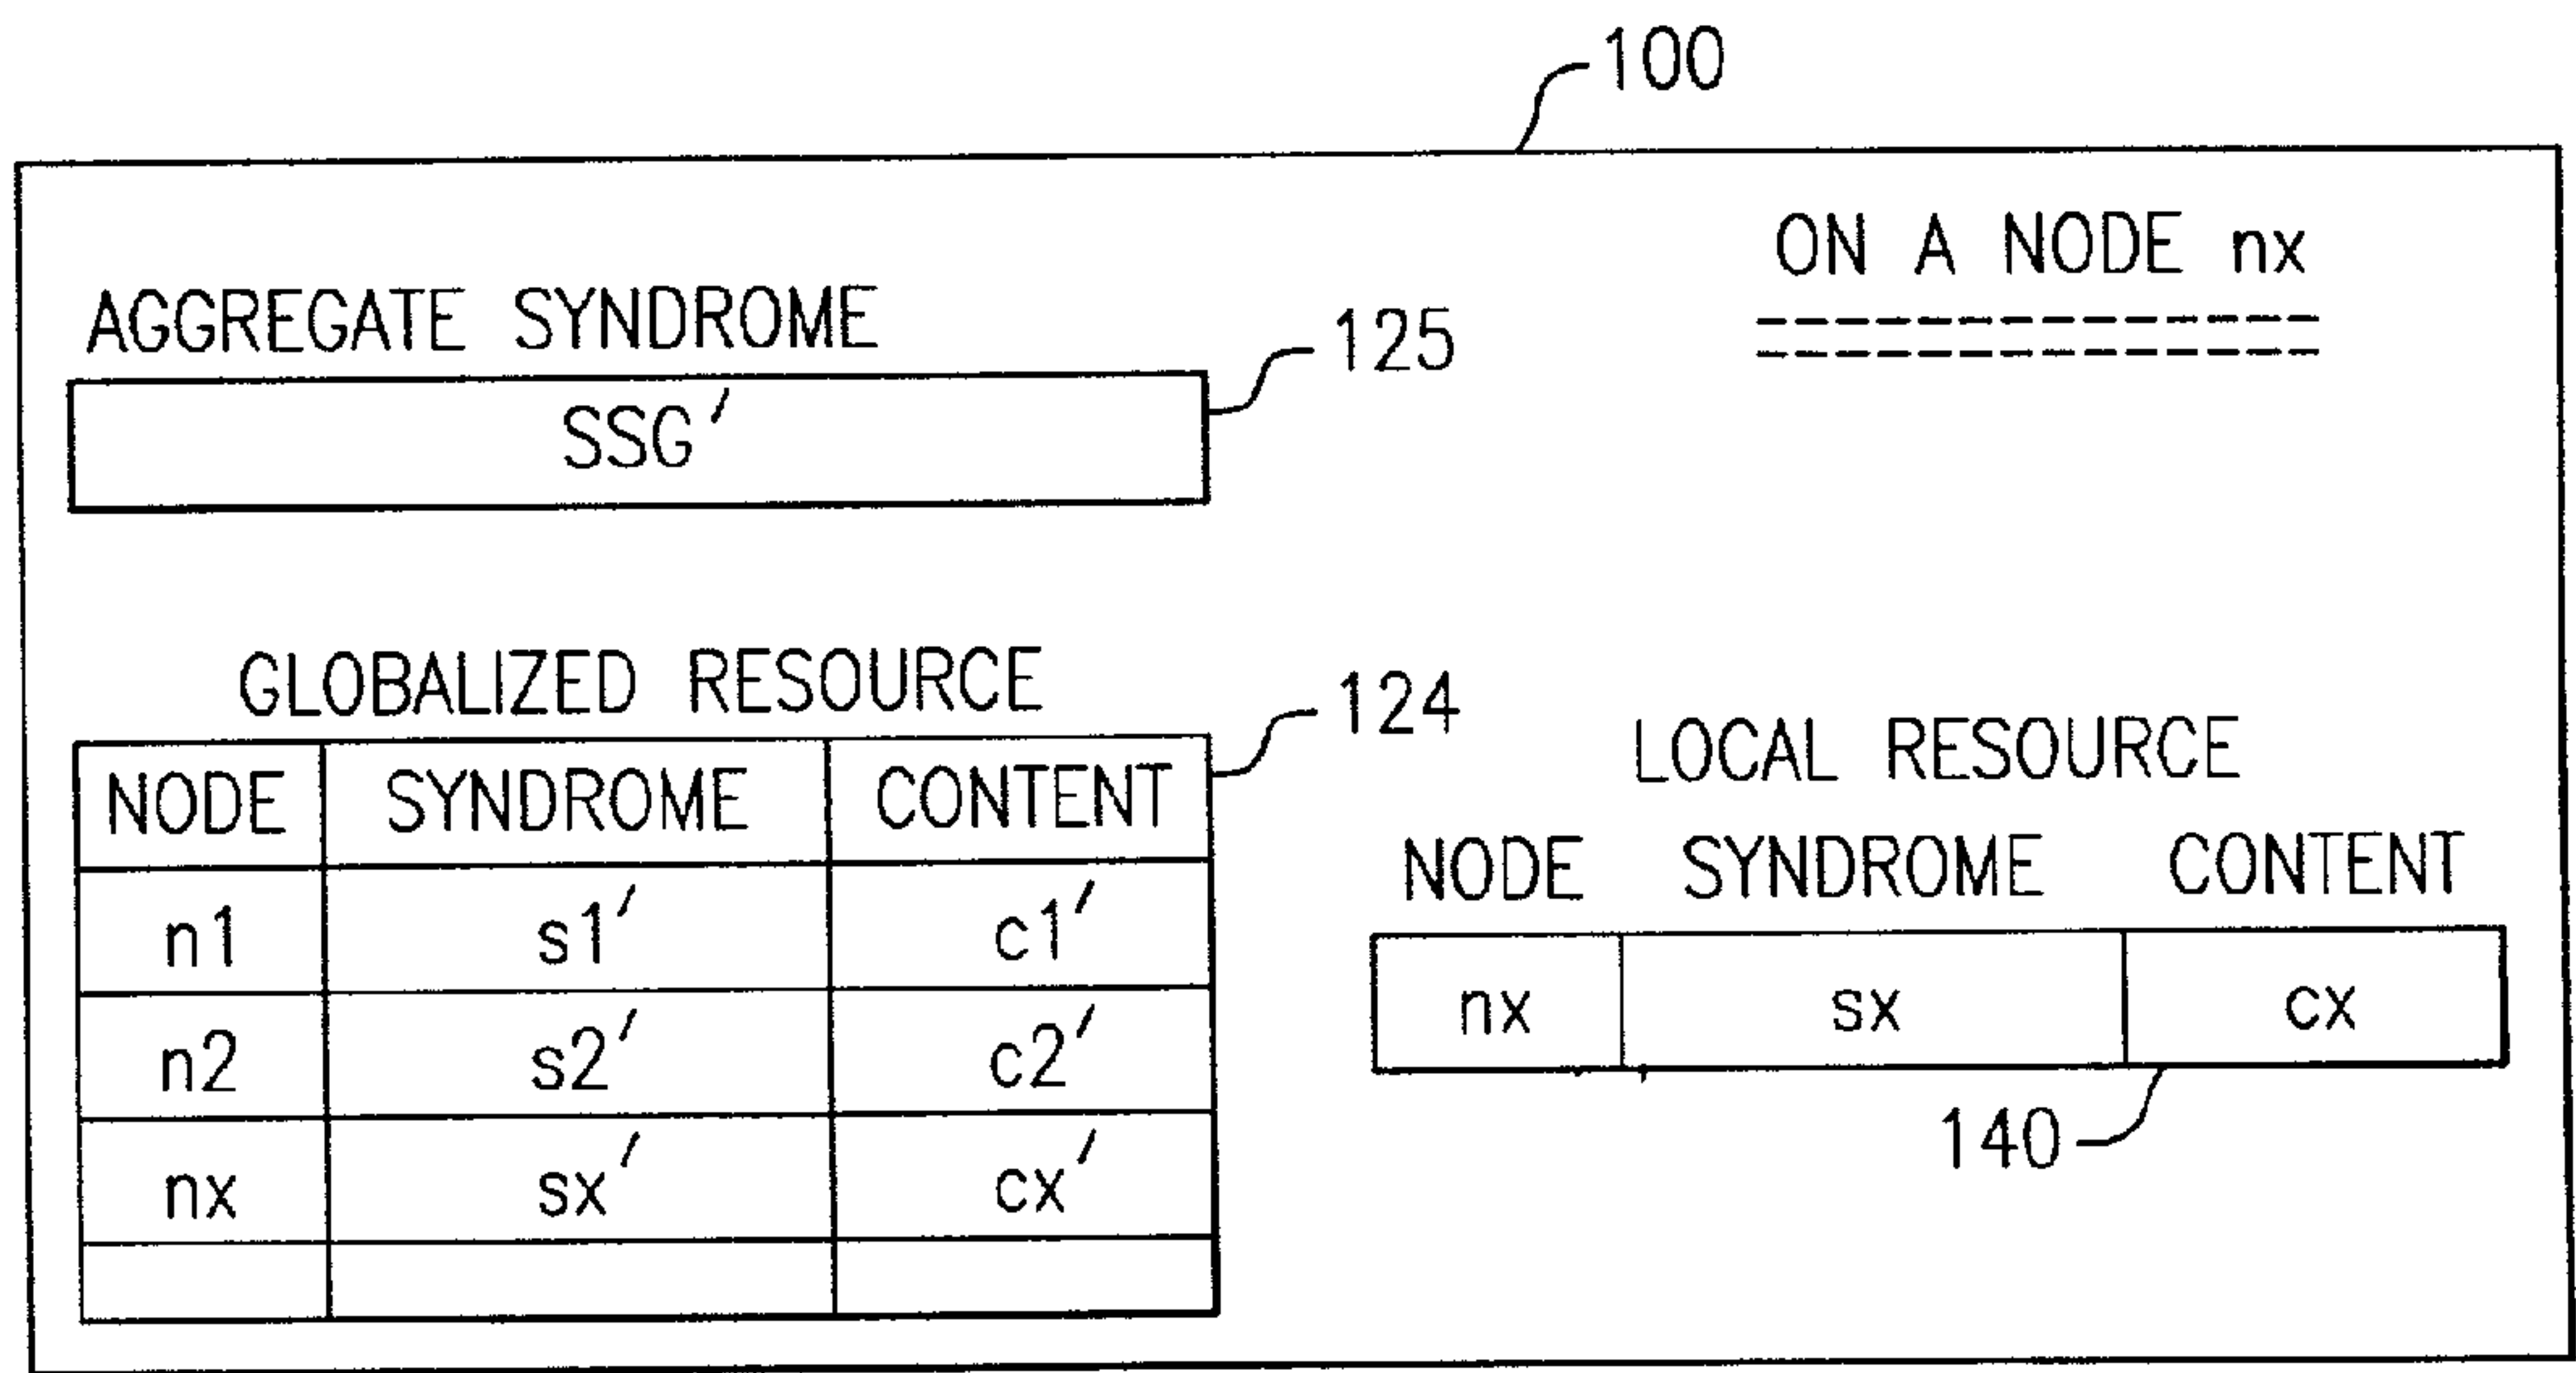 100
ON A NODE nx
AGGREGATE SYNDROME
125
SSG'
GLOBALIZED RESOURCE
124
NODE SYNDROME CONTENT
n1 s1' c1'
n2 s2' c2'
nx sx' cx'
LOCAL RESOURCE
NODE SYNDROME CONTENT
nx sx cx
140